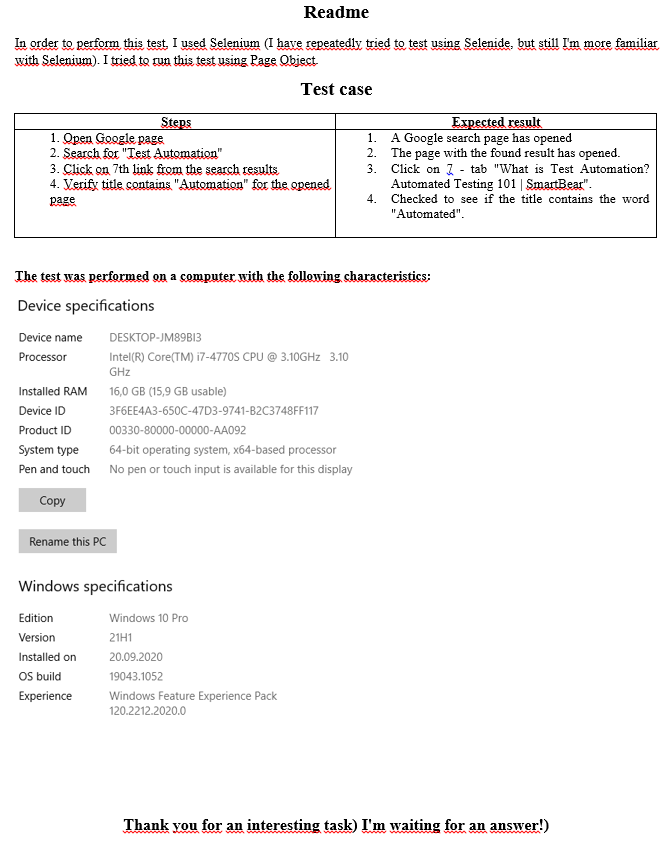 Readme
In order to perform this test, I used Selenium (I have repeatedly tried to test using Selenide, but still I'm more familiar
with Selenium). I tried to run this test using Page Object.
Test case
Steps
1. Open Google page
2. Search for "Test Automation"
3. Click on 7th link from the search results
4. Verify title contains "Automation" for the opened
page
Expected result
1. A Google search page has opened
2. The page with the found result has opened.
3. Click on 7 - tab "What is Test Automation?
Automated Testing 101 | SmartBear".
4. Checked to see if the title contains the word
"Automated".
The test was performed on a computer with the following characteristics:
Device specifications
Device name DESKTOP-JM89BI3
Processor Intel(R) Core(TM) i7-4770S CPU @ 3.10GHz 3.10
GHz
Installed RAM 16,0 GB (15,9 GB usable)
Device ID 3F6EE4A3-650C-47D3-9741-B2C3748FF117
Product ID 00330-80000-00000-AA092
System type 64-bit operating system, x64-based processor
Pen and touch No pen or touch input is available for this display
Copy
Rename this PC
Windows specifications
Edition Windows 10 Pro
Version 21H1
Installed on 20.09.2020
OS build 19043.1052
Experience Windows Feature Experience Pack
120.2212.2020.0
Thank you for an interesting task) I'm waiting for an answer!)